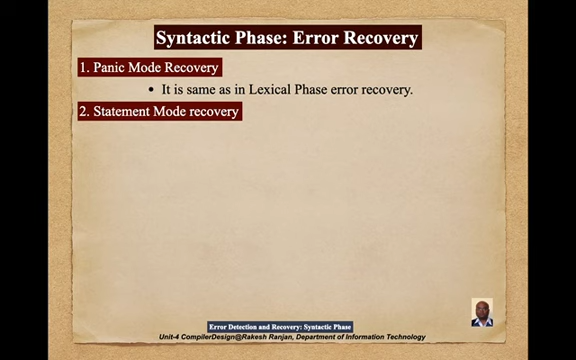 Syntactic Phase: Error Recovery
1. Panic Mode Recovery
• It is same as in Lexical Phase error recovery.
2. Statement Mode recovery
Error Detection and Recovery: Syntactic Phase
Unit-4 CompilerDesign@Rakesh Ranjan, Department of Information Technology